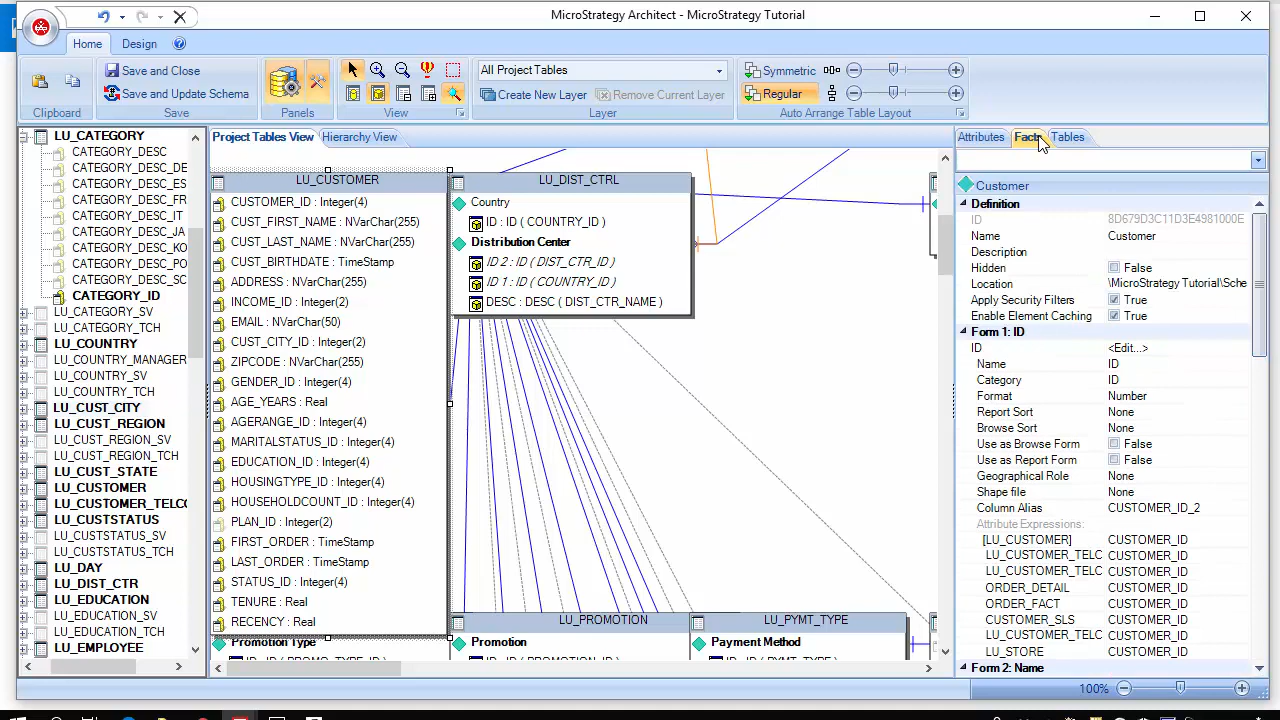 MicroStrategy Architect - MicroStrategy Tutorial
Home
Design
Save and Close
Save and Update Schema
Clipboard
Save
Panels
View
All Project Tables
Create New Layer
Remove Current Layer
Layer
Symmetric
Regular
Auto Arrange Table Layout
LU_CATEGORY
CATEGORY_DESC
CATEGORY_DESC_DE
CATEGORY_DESC_ES
CATEGORY_DESC_FR
CATEGORY_DESC_IT
CATEGORY_DESC_JA
CATEGORY_DESC_KO
CATEGORY_DESC_PO
CATEGORY_DESC_SC
CATEGORY_ID
LU_CATEGORY_SV
LU_CATEGORY_TCH
LU_COUNTRY
LU_COUNTRY_MANAGER
LU_COUNTRY_SV
LU_COUNTRY_TCH
LU_CUST_CITY
LU_CUST_REGION
LU_CUST_REGION_SV
LU_CUST_REGION_TCH
LU_CUST_STATE
LU_CUSTOMER
LU_CUSTOMER_TELCO
LU_CUSTSTATUS
LU_CUSTSTATUS_SV
LU_CUSTSTATUS_TCH
LU_DAY
LU_DIST_CTR
LU_EDUCATION
LU_EDUCATION_SV
LU_EDUCATION_TCH
LU_EMPLOYEE
Project Tables View
Hierarchy View
LU_CUSTOMER
CUSTOMER_ID : Integer(4)
CUST_FIRST_NAME : NVarChar(255)
CUST_LAST_NAME : NVarChar(255)
CUST_BIRTHDATE : TimeStamp
ADDRESS : NVarChar(255)
INCOME_ID : Integer(2)
EMAIL : NVarChar(50)
CUST_CITY_ID : Integer(2)
ZIPCODE : NVarChar(255)
GENDER_ID : Integer(4)
AGE_YEARS : Real
AGERANGE_ID : Integer(4)
MARITALSTATUS_ID : Integer(4)
EDUCATION_ID : Integer(4)
HOUSINGTYPE_ID : Integer(4)
HOUSEHOLDCOUNT_ID : Integer(4)
PLAN_ID : Integer(2)
FIRST_ORDER : TimeStamp
LAST_ORDER : TimeStamp
STATUS_ID : Integer(4)
TENURE : Real
RECENCY : Real
Promotion Type
ID : ID ( PROMO_TYPE_ID )
LU_DIST_CTRL
Country
ID : ID ( COUNTRY_ID )
Distribution Center
ID 2 : ID ( DIST_CTR_ID )
ID 1 : ID ( COUNTRY_ID )
DESC : DESC ( DIST_CTR_NAME )
LU_PROMOTION
Promotion
ID : ID ( PROMOTION_ID )
LU_PYMT_TYPE
Payment Method
ID : ID ( PYMT_TYPE )
Attributes
Facts
Tables
Customer
Definition
ID 8D679D3C11D3E4981000E
Name Customer
Description
Hidden False
Location \MicroStrategy Tutorial\Sche
Apply Security Filters True
Enable Element Caching True
Form 1: ID
ID <Edit...>
Name ID
Category ID
Format Number
Report Sort None
Browse Sort None
Use as Browse Form False
Use as Report Form False
Geographical Role None
Shape file None
Column Alias CUSTOMER_ID_2
Attribute Expressions:
[LU_CUSTOMER] CUSTOMER_ID
LU_CUSTOMER_TELC CUSTOMER_ID
LU_CUSTOMER_TELC CUSTOMER_ID
ORDER_DETAIL CUSTOMER_ID
ORDER_FACT CUSTOMER_ID
CUSTOMER_SLS CUSTOMER_ID
LU_CUSTOMER_TELC CUSTOMER_ID
LU_STORE CUSTOMER_ID
Form 2: Name
100%